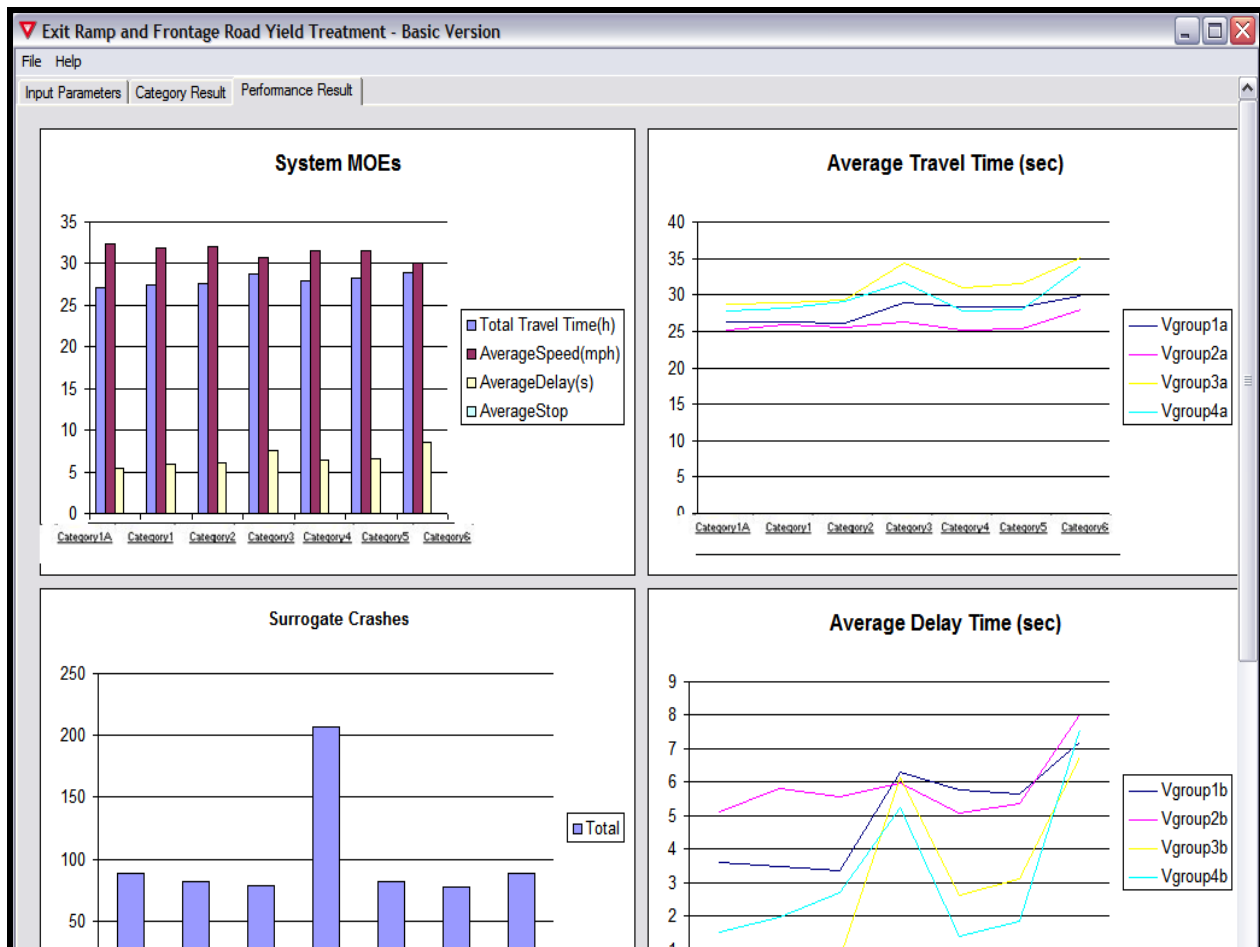 Exit Ramp and Frontage Road Yield Treatment - Basic Version
File Help
Input Parameters Category Result Performance Result
System MOEs
35
30
25
20
15
10
5
0
Category1A Category1 Category2 Category3 Category4 Category5 Category6
Total Travel Time(h)
AverageSpeed(mph)
AverageDelay(s)
AverageStop
Average Travel Time (sec)
40
35
30
25
20
15
10
5
0
Category1A Category1 Category2 Category3 Category4 Category5 Category6
Vgroup1a
Vgroup2a
Vgroup3a
Vgroup4a
Surrogate Crashes
250
200
150
100
50
Total
Average Delay Time (sec)
9
8
7
6
5
4
3
2
1
Vgroup1b
Vgroup2b
Vgroup3b
Vgroup4b